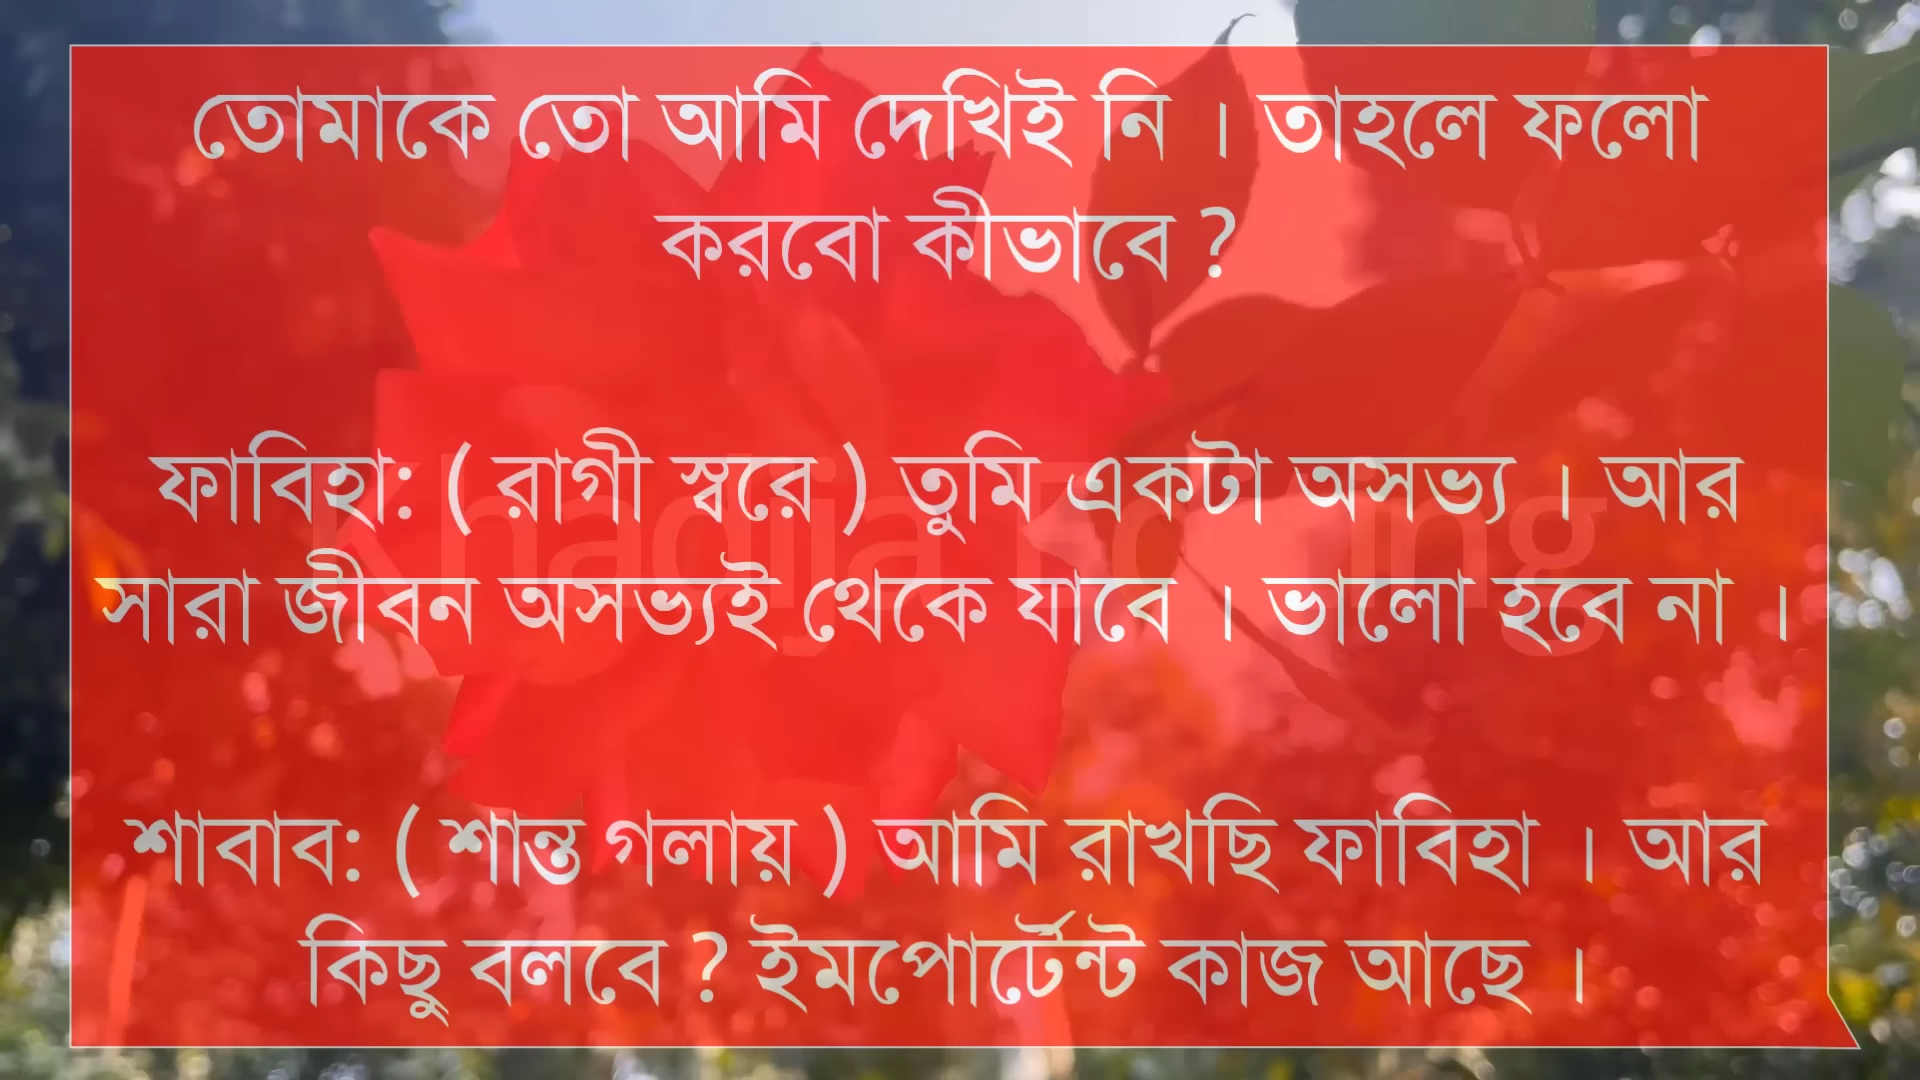 তোমাকে তো আমি দেখিই নি । তাহলে ফলো
করবো কীভাবে ?
ফাবিহা: ( রাগী স্বরে ) তুমি একটা অসভ্য । আর
সারা জীবন অসভ্যই থেকে যাবে । ভালো হবে না ।
শাবাব: ( শান্ত গলায় ) আমি রাখছি ফাবিহা । আর
কিছু বলবে ? ইমপোর্টেন্ট কাজ আছে ।